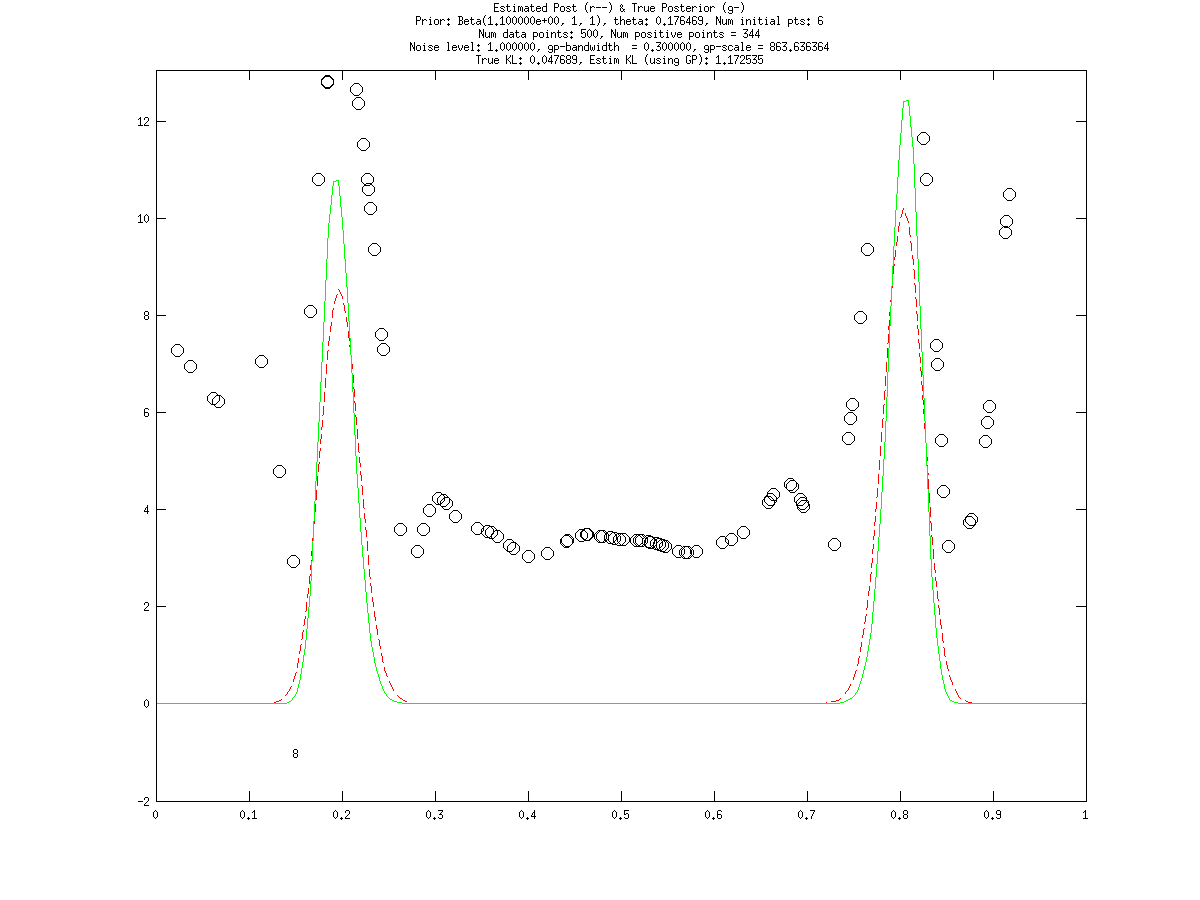 Estimated Post (r--) & True Posterior (g-)
Prior: Beta(1.100000e+00, 1, 1), theta: 0.176469, Num initial pts: 6
Num data points: 500, Num positive points = 344
Noise level: 1.000000, gp-bandwidth  = 0.300000, gp-scale = 863.636364
True KL: 0.047689, Estim KL (using GP): 1.172535
12
10
8
6
4
2
0
8
-2
0 0.1 0.2 0.3 0.4 0.5 0.6 0.7 0.8 0.9 1